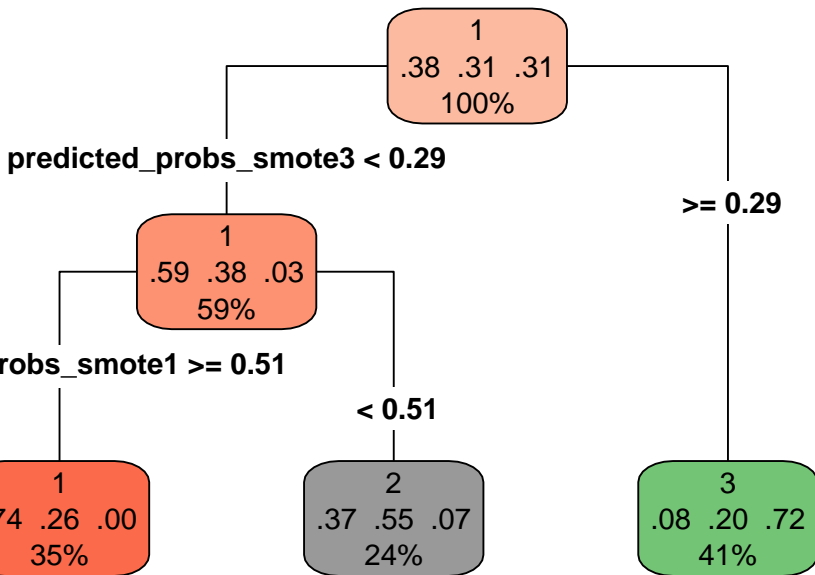 1
.38 .31 .31
100%
predicted_probs_smote3 < 0.29
>= 0.29
1
.59 .38 .03
59%
robs_smote1 >= 0.51
< 0.51
1
74 .26 .00
35%
2
.37 .55 .07
24%
3
.08 .20 .72
41%